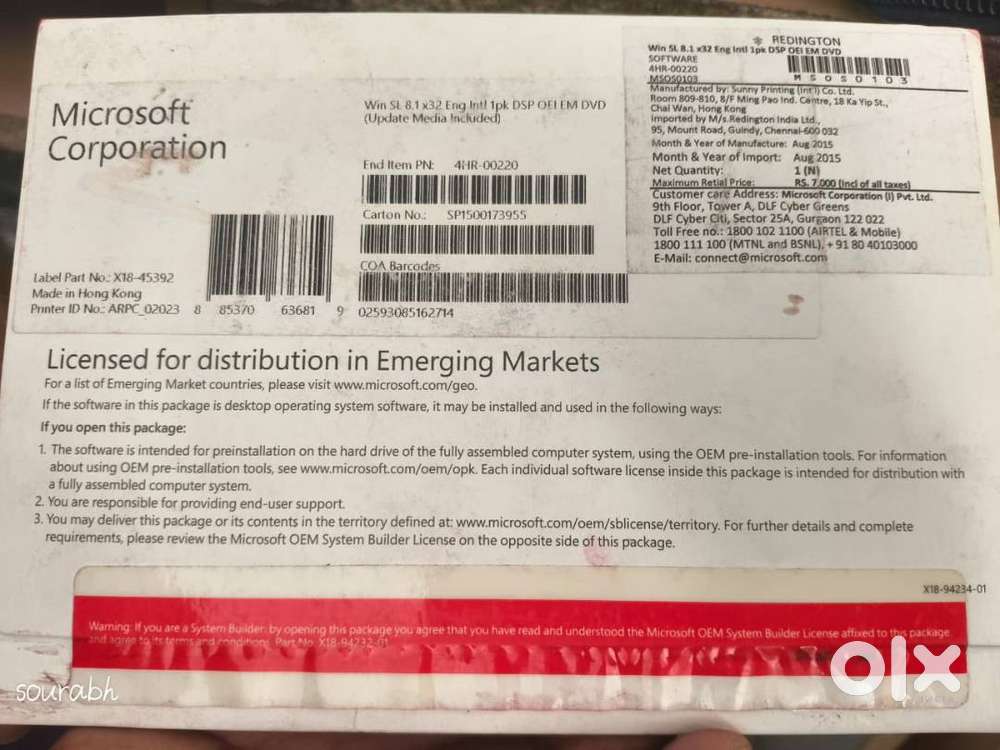 Microsoft
Corporation
Win SL 8.1 x32 Eng Intl 1pk DSP OEI EM DVD
(Update Media Included)
End Item PN: 4HR-00220
Carton No.: SP1500173955
COA Barcodes
02593085162714
Label Part No.: X18-45392
Made in Hong Kong
Printer ID No.: ARPC_02023
8 85370 63681 9
REDINGTON
Win SL 8.1 x32 Eng Intl 1pk DSP OEI EM DVD
SOFTWARE
4HR-00220
MSOS0103
M S O S 0 1 0 3
Manufactured by: Sunny Printing (Int'l) Co. Ltd.
Room 809-810, 8/F Ming Pao Ind. Centre, 18 Ka Yip St.,
Chai Wan, Hong Kong
Imported by M/s.Redington India Ltd.,
95, Mount Road, Guindy, Chennai-600 032
Month & Year of Manufacture: Aug 2015
Month & Year of Import: Aug 2015
Net Quantity: 1 (N)
Maximum Retial Price: RS. 7,000 (Incl of all taxes)
Customer care Address: Microsoft Corporation (I) Pvt. Ltd.
9th Floor, Tower A, DLF Cyber Greens
DLF Cyber Citi, Sector 25A, Gurgaon 122 022
Toll Free no.: 1800 102 1100 (AIRTEL & Mobile)
1800 111 100 (MTNL and BSNL), + 91 80 40103000
E-Mail: connect@microsoft.com
Licensed for distribution in Emerging Markets
For a list of Emerging Market countries, please visit www.microsoft.com/geo.
If the software in this package is desktop operating system software, it may be installed and used in the following ways:
If you open this package:
1. The software is intended for preinstallation on the hard drive of the fully assembled computer system, using the OEM pre-installation tools. For information
about using OEM pre-installation tools, see www.microsoft.com/oem/opk. Each individual software license inside this package is intended for distribution with
a fully assembled computer system.
2. You are responsible for providing end-user support.
3. You may deliver this package or its contents in the territory defined at: www.microsoft.com/oem/sblicense/territory. For further details and complete
requirements, please review the Microsoft OEM System Builder License on the opposite side of this package.
X18-94234-01
Warning: If you are a System Builder: by opening this package you agree that you have read and understood the Microsoft OEM System Builder License affixed to this package
and agree to its terms and conditions. Part No. X18-94232-01
sourabh
olx